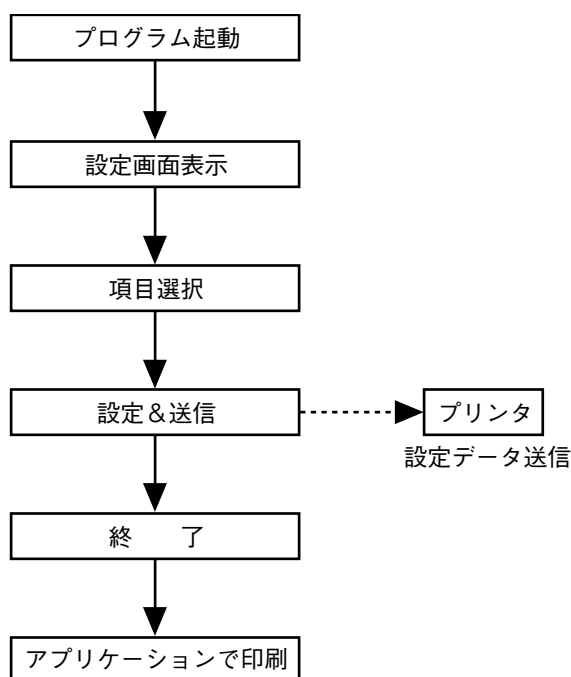 プログラム起動
設定画面表示
項目選択
設定＆送信
プリンタ
設定データ送信
終　　了
アプリケーションで印刷